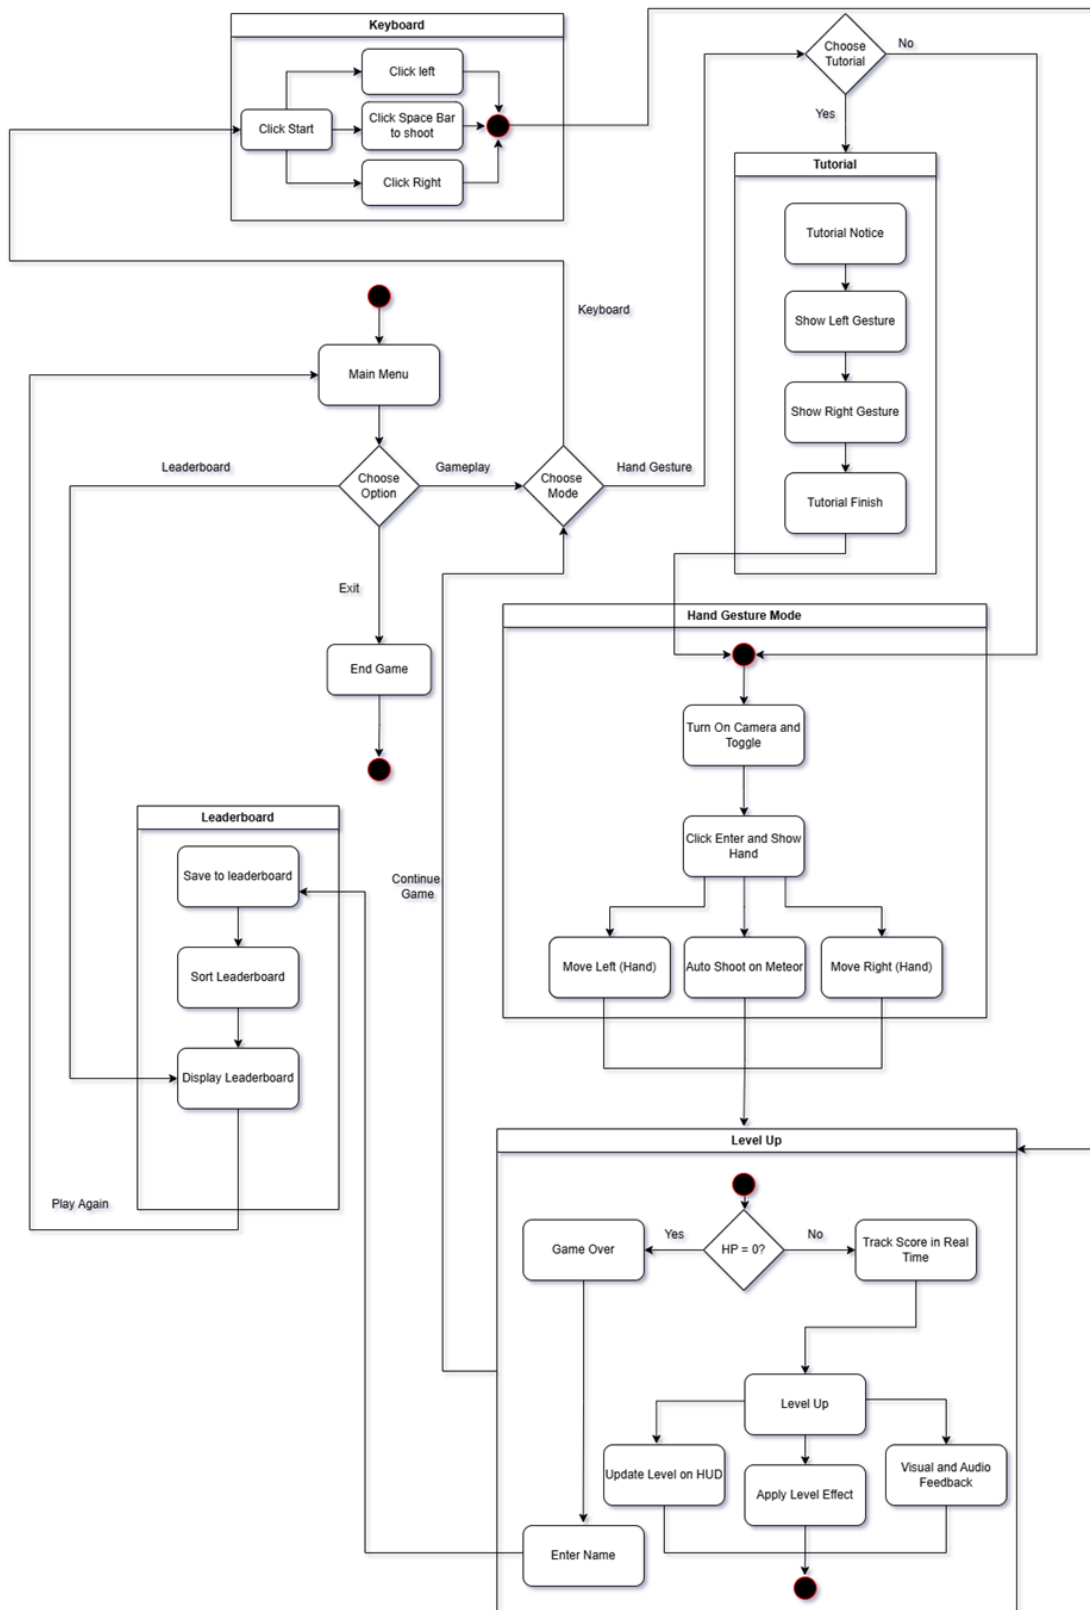 Keyboard
Click left
Click Start
Click Space Bar
to shoot
Click Right
Choose
Tutorial
No
Yes
Tutorial
Tutorial Notice
Show Left Gesture
Show Right Gesture
Tutorial Finish
Keyboard
Main Menu
Leaderboard
Choose
Option
Gameplay
Choose
Mode
Hand Gesture
Exit
End Game
Hand Gesture Mode
Turn On Camera and
Toggle
Click Enter and Show
Hand
Move Left (Hand)
Auto Shoot on Meteor
Move Right (Hand)
Leaderboard
Save to leaderboard
Sort Leaderboard
Display Leaderboard
Continue
Game
Play Again
Level Up
Game Over
Yes
HP = 0?
No
Track Score in Real
Time
Level Up
Update Level on HUD
Apply Level Effect
Visual and Audio
Feedback
Enter Name